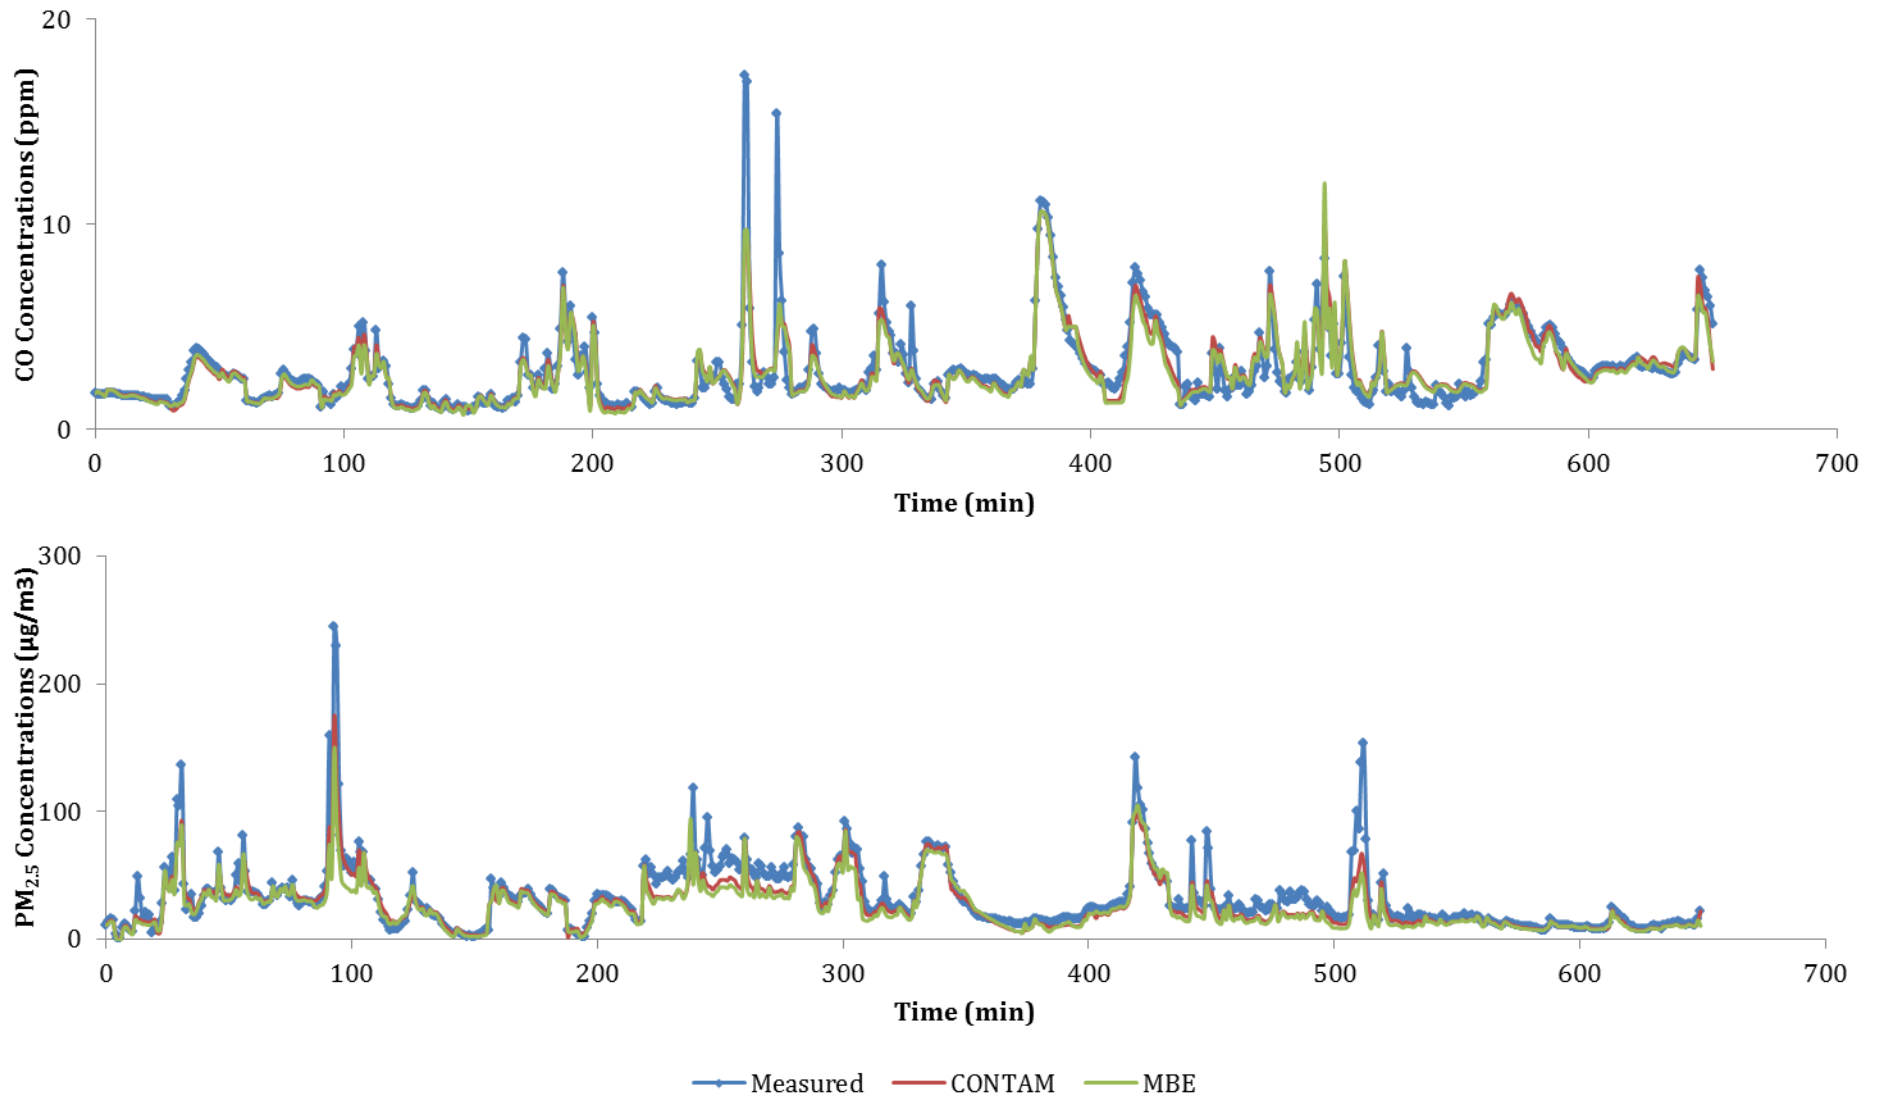 20
10
0
CO Concentrations (ppm)
0 100 200 300 400 500 600 700
Time (min)
300
200
100
0
PM2.5 Concentrations (µg/m3)
0 100 200 300 400 500 600 700
Time (min)
Measured CONTAM MBE